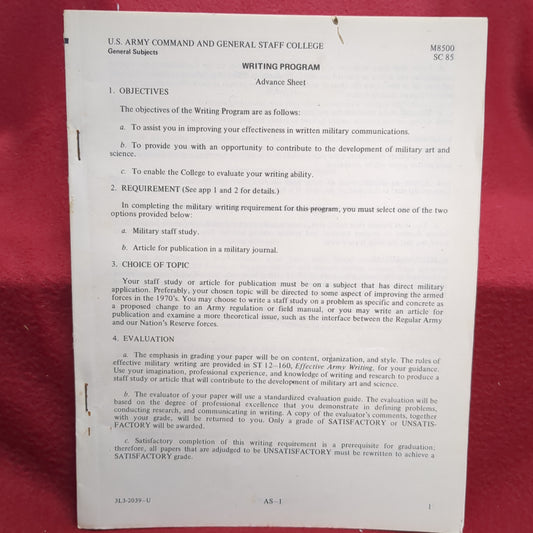 U.S. ARMY COMMAND AND GENERAL STAFF COLLEGE
General Subjects
M8500
SC 85
WRITING PROGRAM
Advance Sheet
1. OBJECTIVES
The objectives of the Writing Program are as follows:
a. To assist you in improving your effectiveness in written military communications.
b. To provide you with an opportunity to contribute to the development of military art and
science.
c. To enable the College to evaluate your writing ability.
2. REQUIREMENT (See app 1 and 2 for details.)
In completing the military writing requirement for this program, you must select one of the two
options provided below:
a. Military staff study.
b. Article for publication in a military journal.
3. CHOICE OF TOPIC
Your staff study or article for publication must be on a subject that has direct military
application. Preferably, your chosen topic will be directed to some aspect of improving the armed
forces in the 1970's. You may choose to write a staff study on a problem as specific and concrete as
a proposed change to an Army regulation or field manual, or you may write an article for
publication and examine a more theoretical issue, such as the interface between the Regular Army
and our Nation's Reserve forces.
4. EVALUATION
a. The emphasis in grading your paper will be on content, organization, and style. The rules of
effective military writing are provided in ST 12-160, Effective Army Writing, for your guidance.
Use your imagination, professional experience, and knowledge of writing and research to produce a
staff study or article that will contribute to the development of military art and science.
b. The evaluator of your paper will use a standardized evaluation guide. The evaluation will be
based on the degree of professional excellence that you demonstrate in defining problems,
conducting research, and communicating in writing. A copy of the evaluator's comments, together
with your grade, will be returned to you. Only a grade of SATISFACTORY or UNSATIS-
FACTORY will be awarded.
c. Satisfactory completion of this writing requirement is a prerequisite for graduation;
therefore, all papers that are adjudged to be UNSATISFACTORY must be rewritten to achieve a
SATISFACTORY grade.
3L3-2039-U
AS-1
1